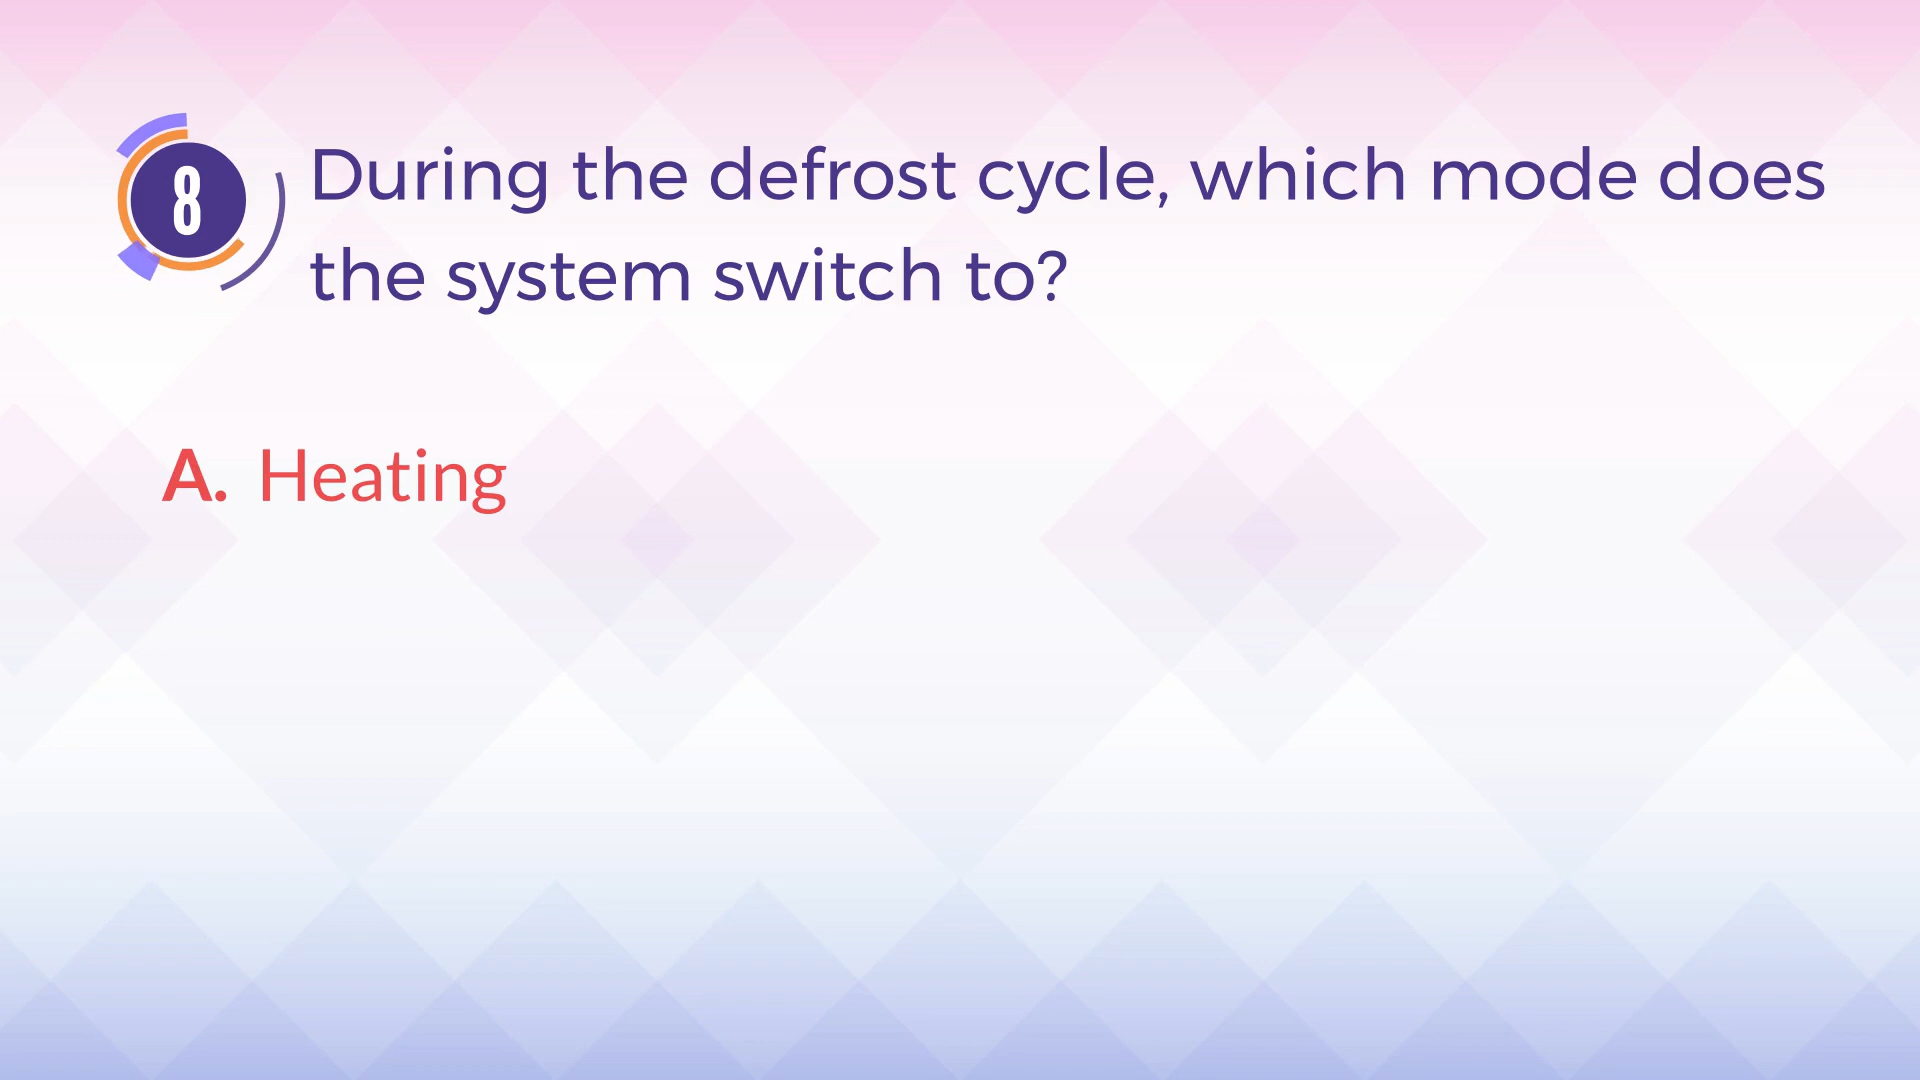 8
During the defrost cycle, which mode does
the system switch to?
A. Heating